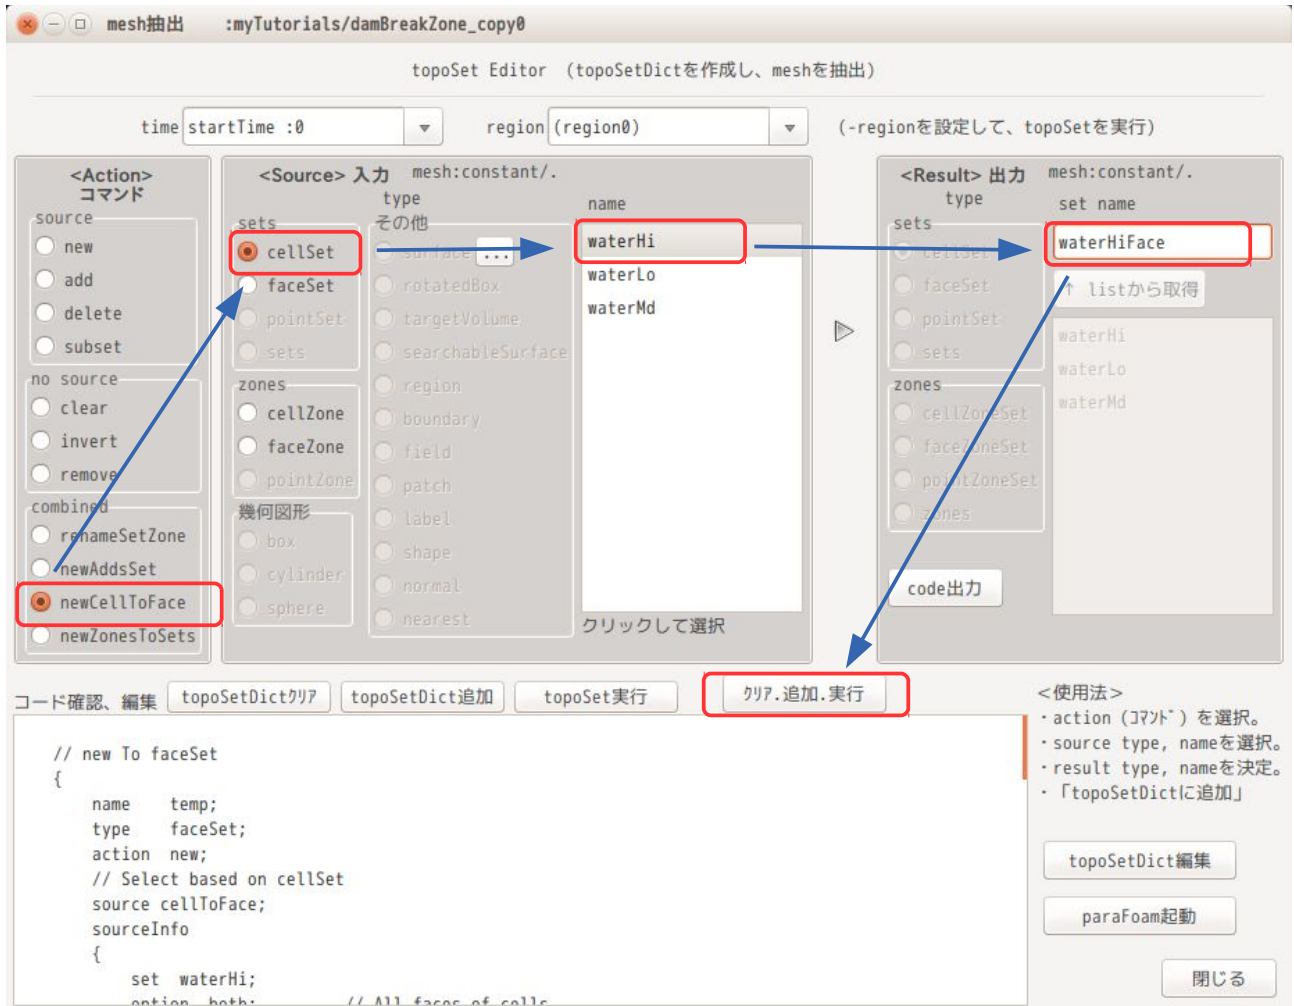 mesh抽出 :myTutorials/damBreakZone_copy0
topoSet Editor （topoSetDictを作成し、meshを抽出）
time startTime :0 region (region0) (-regionを設定して、topoSetを実行)
<Action>
コマンド
source
new
add
delete
subset
no source
clear
invert
remove
combined
renameSetZone
newAddsSet
newCellToFace
newZonesToSets
<Source> 入力 mesh:constant/.
type
name
sets
cellSet
faceSet
pointSet
sets
zones
cellZone
faceZone
pointZone
幾何図形
box
cylinder
sphere
その他
surface ...
rotatedBox
targetVolume
searchableSurface
region
boundary
field
patch
label
shape
normal
nearest
waterHi
waterLo
waterMd
クリックして選択
<Result> 出力 mesh:constant/.
type
set name
sets
cellSet
faceSet
pointSet
sets
zones
cellZoneSet
faceZoneSet
pointZoneSet
zones
code出力
waterHiFace
↑ listから取得
waterHi
waterLo
waterMd
コード確認、編集 topoSetDictｸﾘｱ topoSetDict追加 topoSet実行 ｸﾘｱ.追加.実行
// new To faceSet
{
name temp;
type faceSet;
action new;
// Select based on cellSet
source cellToFace;
sourceInfo
{
set waterHi;
option both; // All faces of cells
<使用法>
・action (ｺﾏﾝﾄﾞ) を選択。
・source type, nameを選択。
・result type, nameを決定。
・「topoSetDictに追加」
topoSetDict編集
paraFoam起動
閉じる